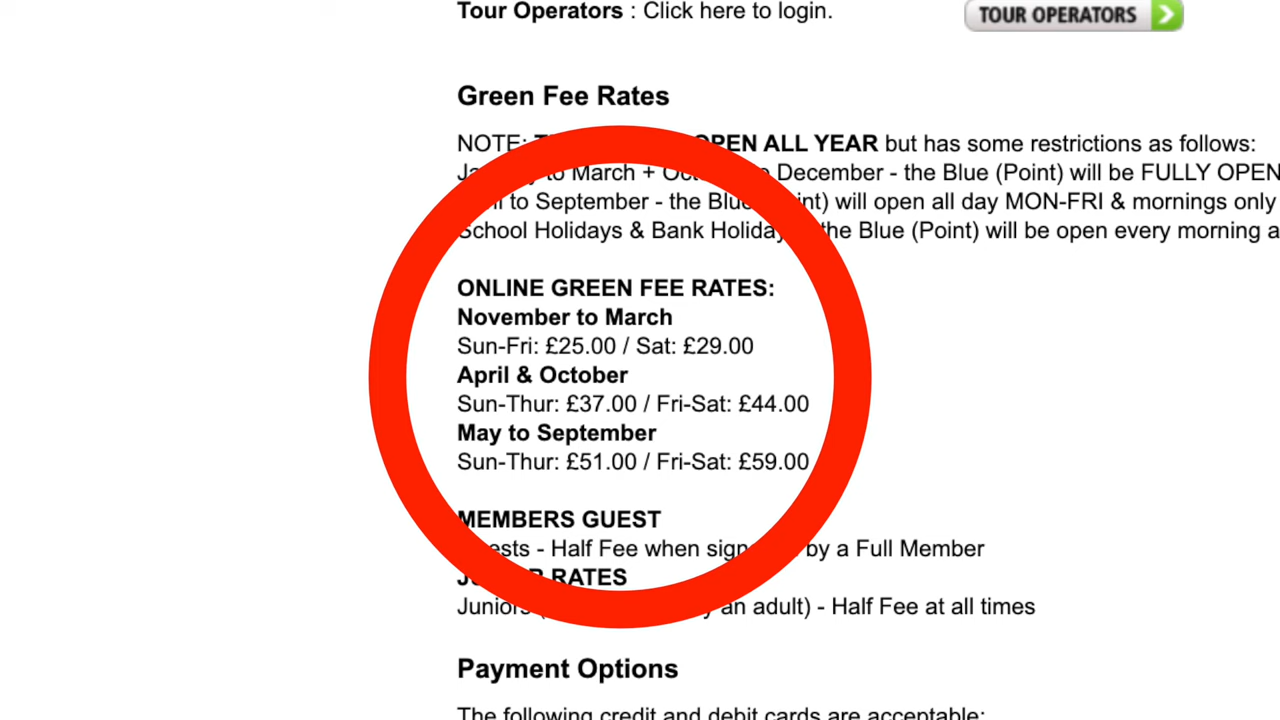 Tour Operators : Click here to login.
TOUR OPERATORS
Green Fee Rates
NOTE: OPEN ALL YEAR but has some restrictions as follows:
to March + December - the Blue (Point) will be FULLY OPEN
to September - the Blue will open all day MON-FRI & mornings only
School Holidays & Bank Holiday the Blue (Point) will be open every morning a
ONLINE GREEN FEE RATES:
November to March
Sun-Fri: £25.00 / Sat: £29.00
April & October
Sun-Thur: £37.00 / Fri-Sat: £44.00
May to September
Sun-Thur: £51.00 / Fri-Sat: £59.00
MEMBERS GUEST
- Half Fee when by a Full Member
RATES
Juniors an adult) - Half Fee at all times
Payment Options
The following credit and debit cards are acceptable: